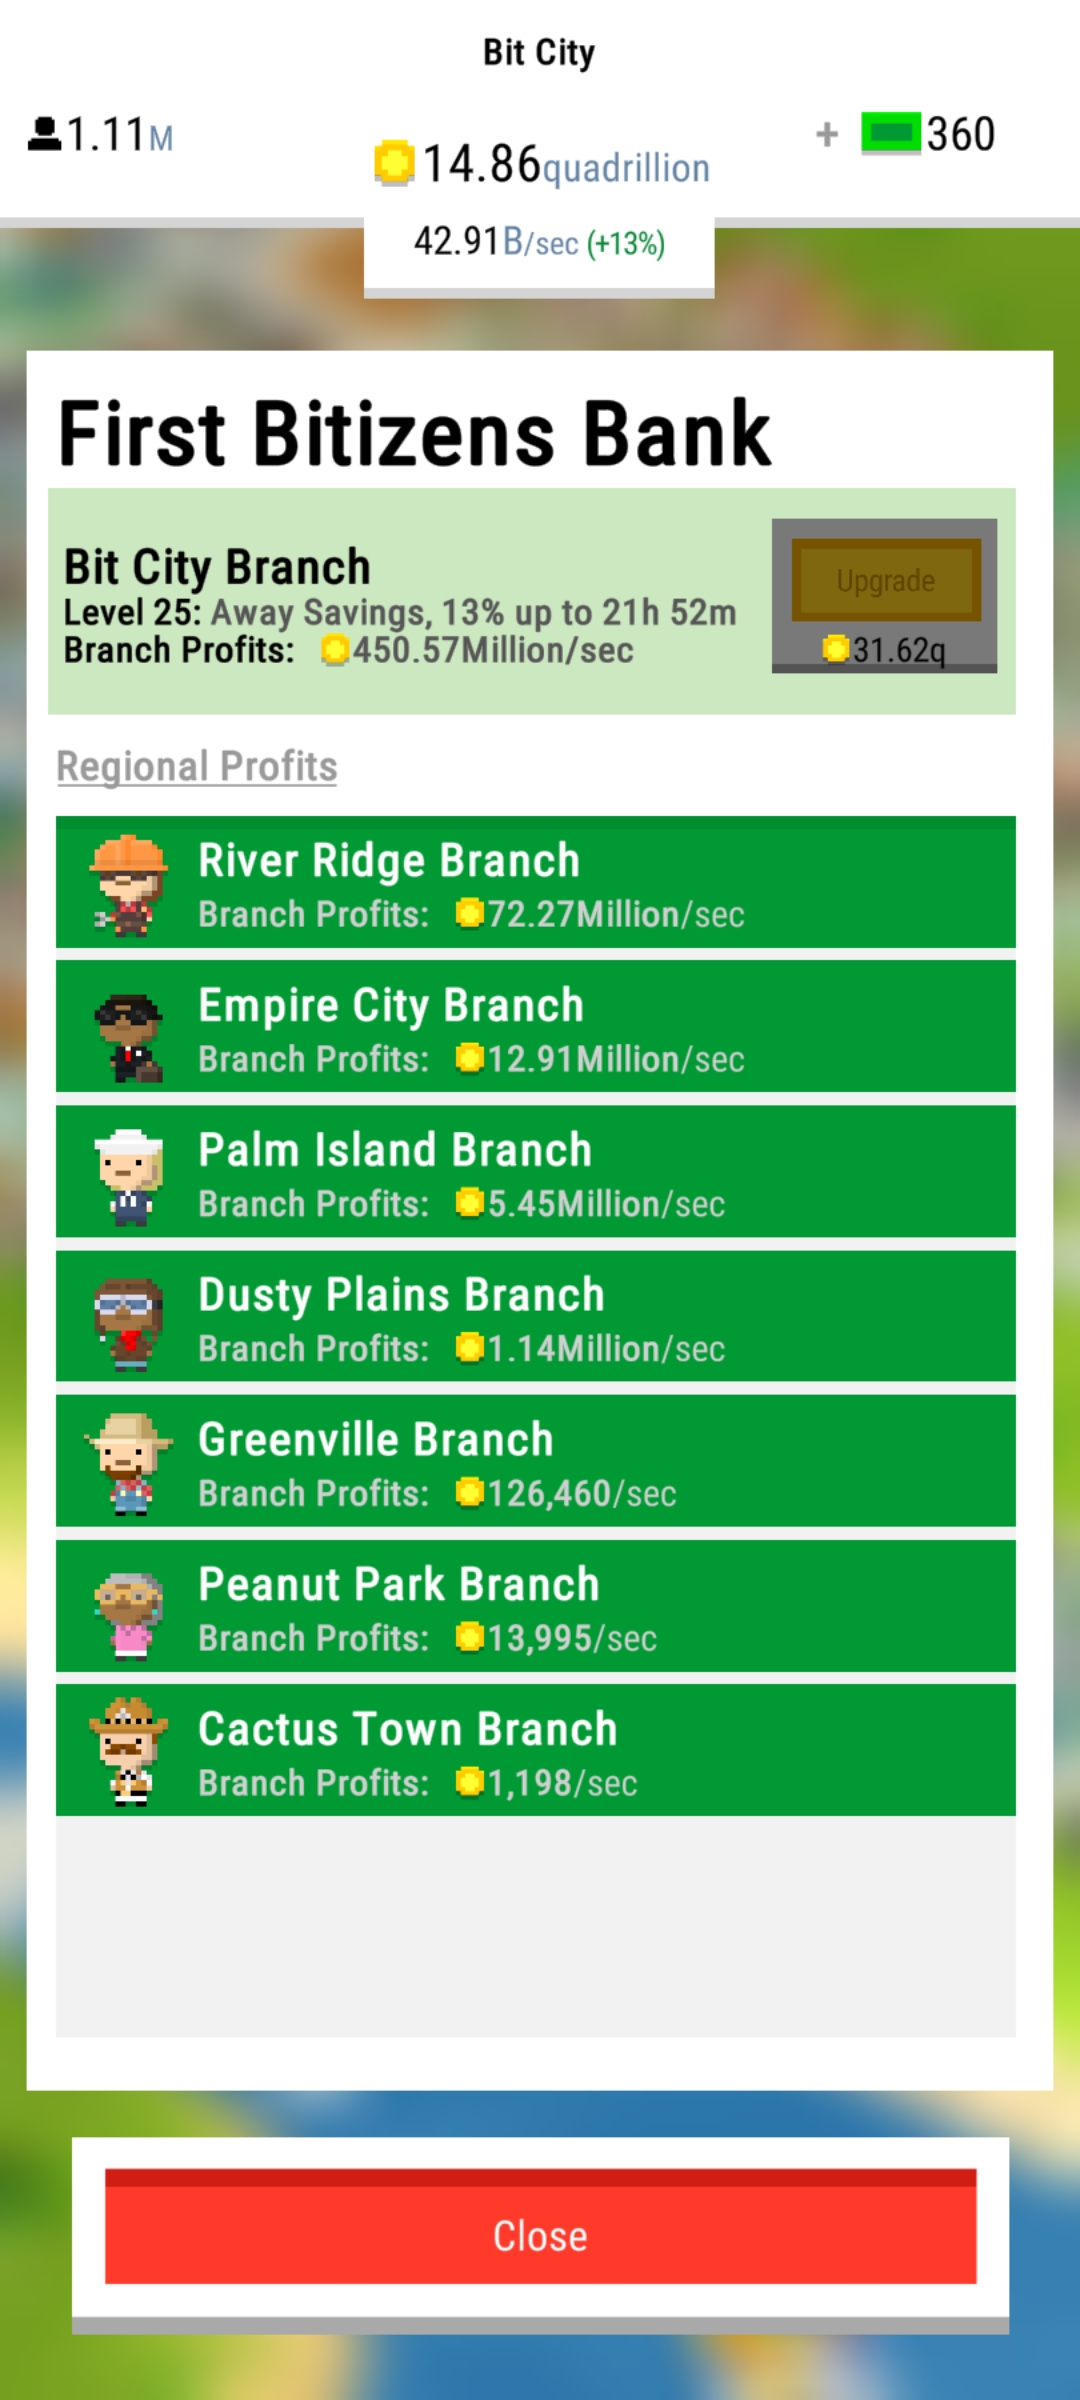 Bit City
1.11M
+ 360
14.86quadrillion
42.91B/sec (+13%)
First Bitizens Bank
Bit City Branch
Level 25: Away Savings, 13% up to 21h 52m
Branch Profits: 450.57Million/sec
Upgrade
31.62q
Regional Profits
River Ridge Branch
Branch Profits: 72.27Million/sec
Empire City Branch
Branch Profits: 12.91Million/sec
Palm Island Branch
Branch Profits: 5.45Million/sec
Dusty Plains Branch
Branch Profits: 1.14Million/sec
Greenville Branch
Branch Profits: 126,460/sec
Peanut Park Branch
Branch Profits: 13,995/sec
Cactus Town Branch
Branch Profits: 1,198/sec
Close